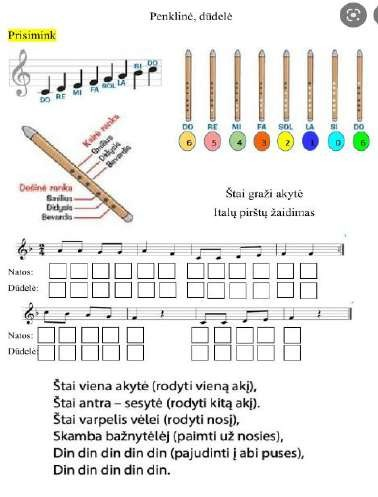 Penklinė, dūdelė
Prisimink
DO RE MI FA SOL LA SI DO
DO RE MI FA SOL LA SI DO
6 5 4 3 2 1 0 6
Kairė ranka
Smilius
Didysis
Bevardis
Dešinė ranka
Smilius
Didysis
Bevardis
Štai graži akytė
Italų pirštų žaidimas
Natos:
Dūdelė:
Natos:
Dūdelė:
Štai viena akytė (rodyti vieną akį),
Štai antra – sesytė (rodyti kitą akį).
Štai varpelis vėlei (rodyti nosį),
Skamba bažnytėlėj (paimti už nosies),
Din din din din din (pajudinti į abi puses),
Din din din din din.